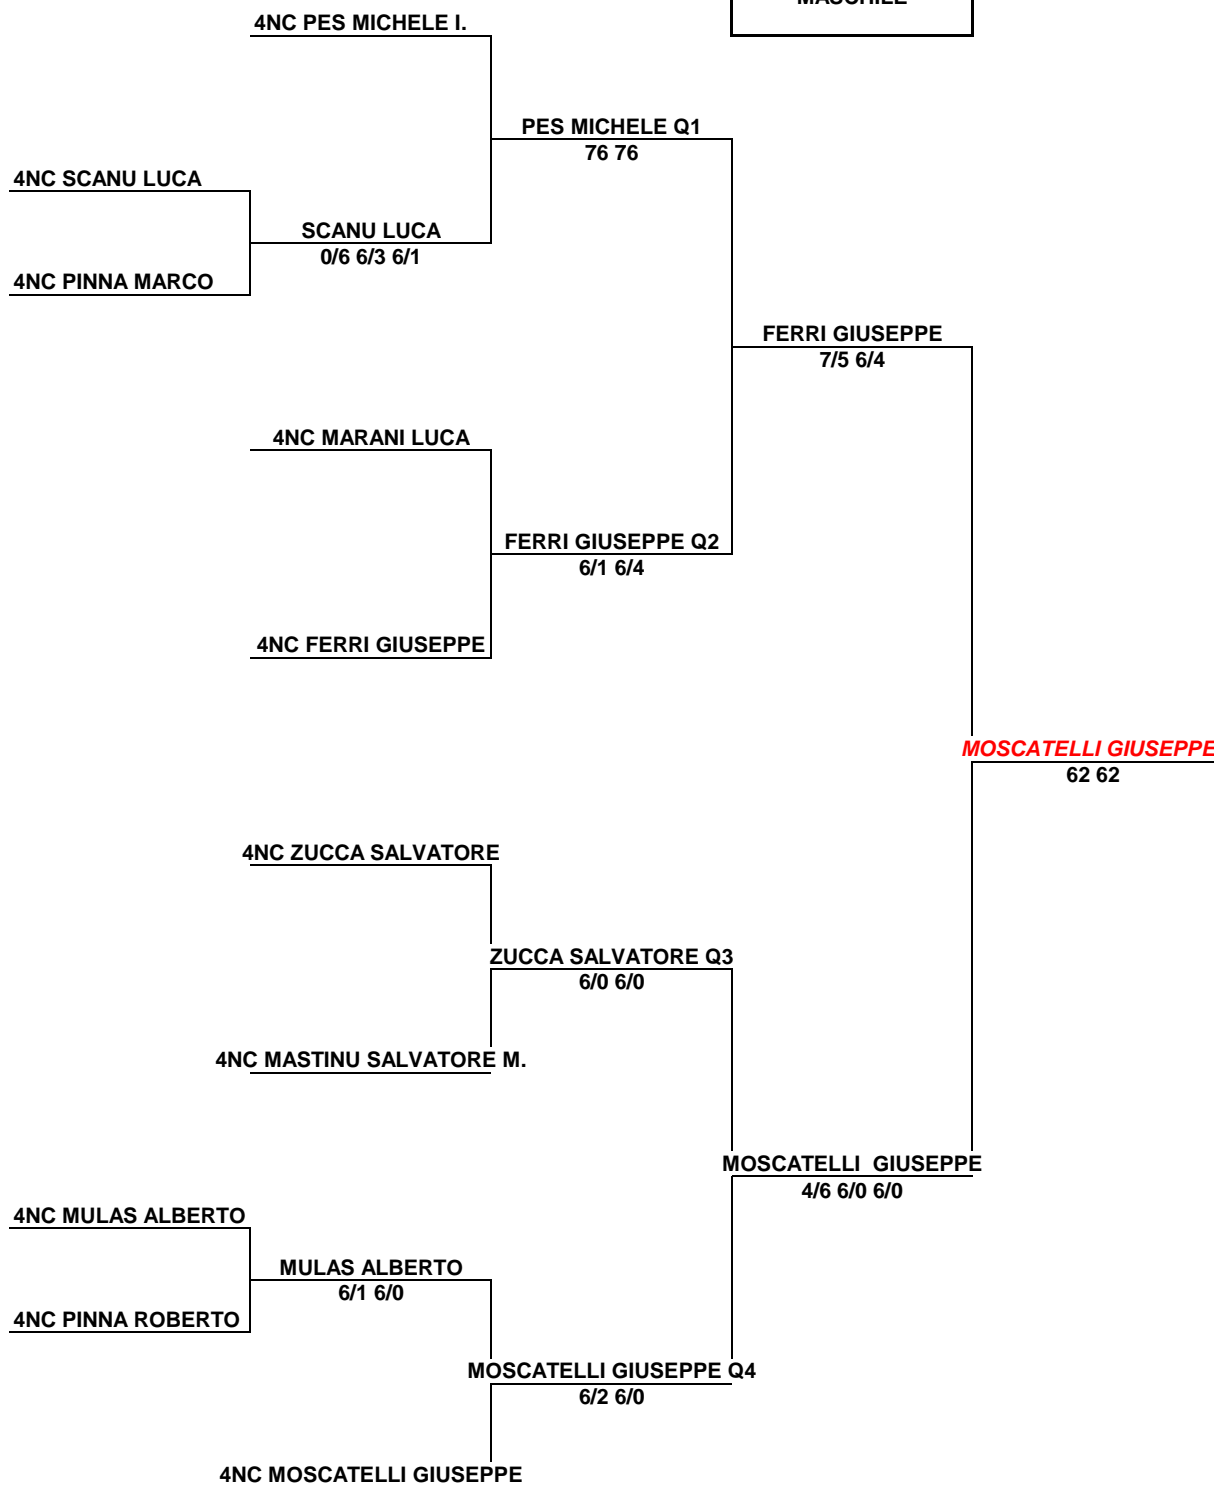 MASCHILE
4NC PES MICHELE I.
PES MICHELE Q1
76 76
4NC SCANU LUCA
SCANU LUCA
0/6 6/3 6/1
4NC PINNA MARCO
FERRI GIUSEPPE
7/5 6/4
4NC MARANI LUCA
FERRI GIUSEPPE Q2
6/1 6/4
4NC FERRI GIUSEPPE
MOSCATELLI GIUSEPPE
62 62
4NC ZUCCA SALVATORE
ZUCCA SALVATORE Q3
6/0 6/0
4NC MASTINU SALVATORE M.
MOSCATELLI  GIUSEPPE
4/6 6/0 6/0
4NC MULAS ALBERTO
MULAS ALBERTO
6/1 6/0
4NC PINNA ROBERTO
MOSCATELLI GIUSEPPE Q4
6/2 6/0
4NC MOSCATELLI GIUSEPPE